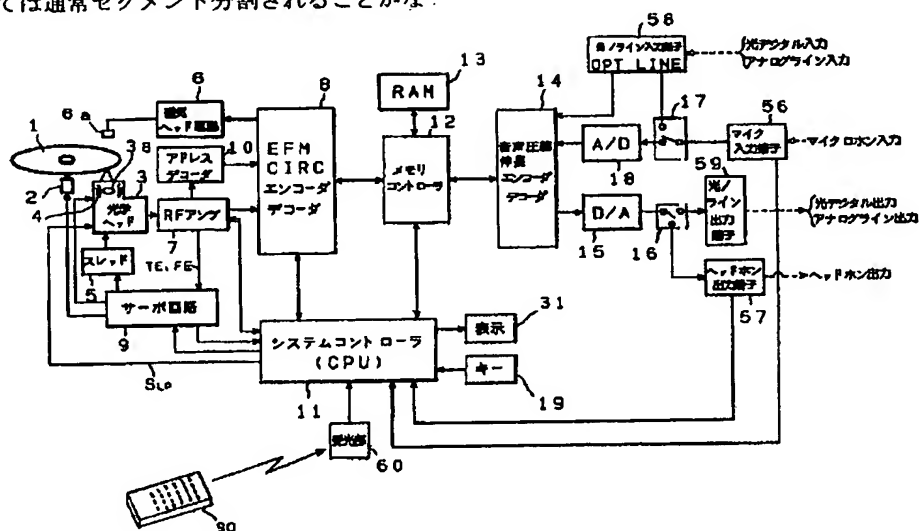 ては通常セグメント分割されることがな
58
光/ライン入力端子
OPT LINE
光デジタル入力
アナログライン入力
13
RAM
12
メモリ
コントローラ
6
磁気
ヘッド駆動
6a
8
EFM
CIRC
エンコーダ
デコーダ
14
音声圧縮
伸長
エンコーダ
デコーダ
17
56
マイク
入力端子
マイクロホン入力
A/D
18
1
2
3a
3
4
光学
ヘッド
アドレス
デコーダ
10
RFアンプ
7
D/A
15
16
59
光/
ライン
出力
端子
光デジタル出力
アナログライン出力
ヘッドホン
出力端子
57
ヘッドホン出力
スレッド
5
TE,FE
サーボ回路
9
SLP
システムコントローラ
(CPU)
11
表示
31
キー
19
受光部
60
90